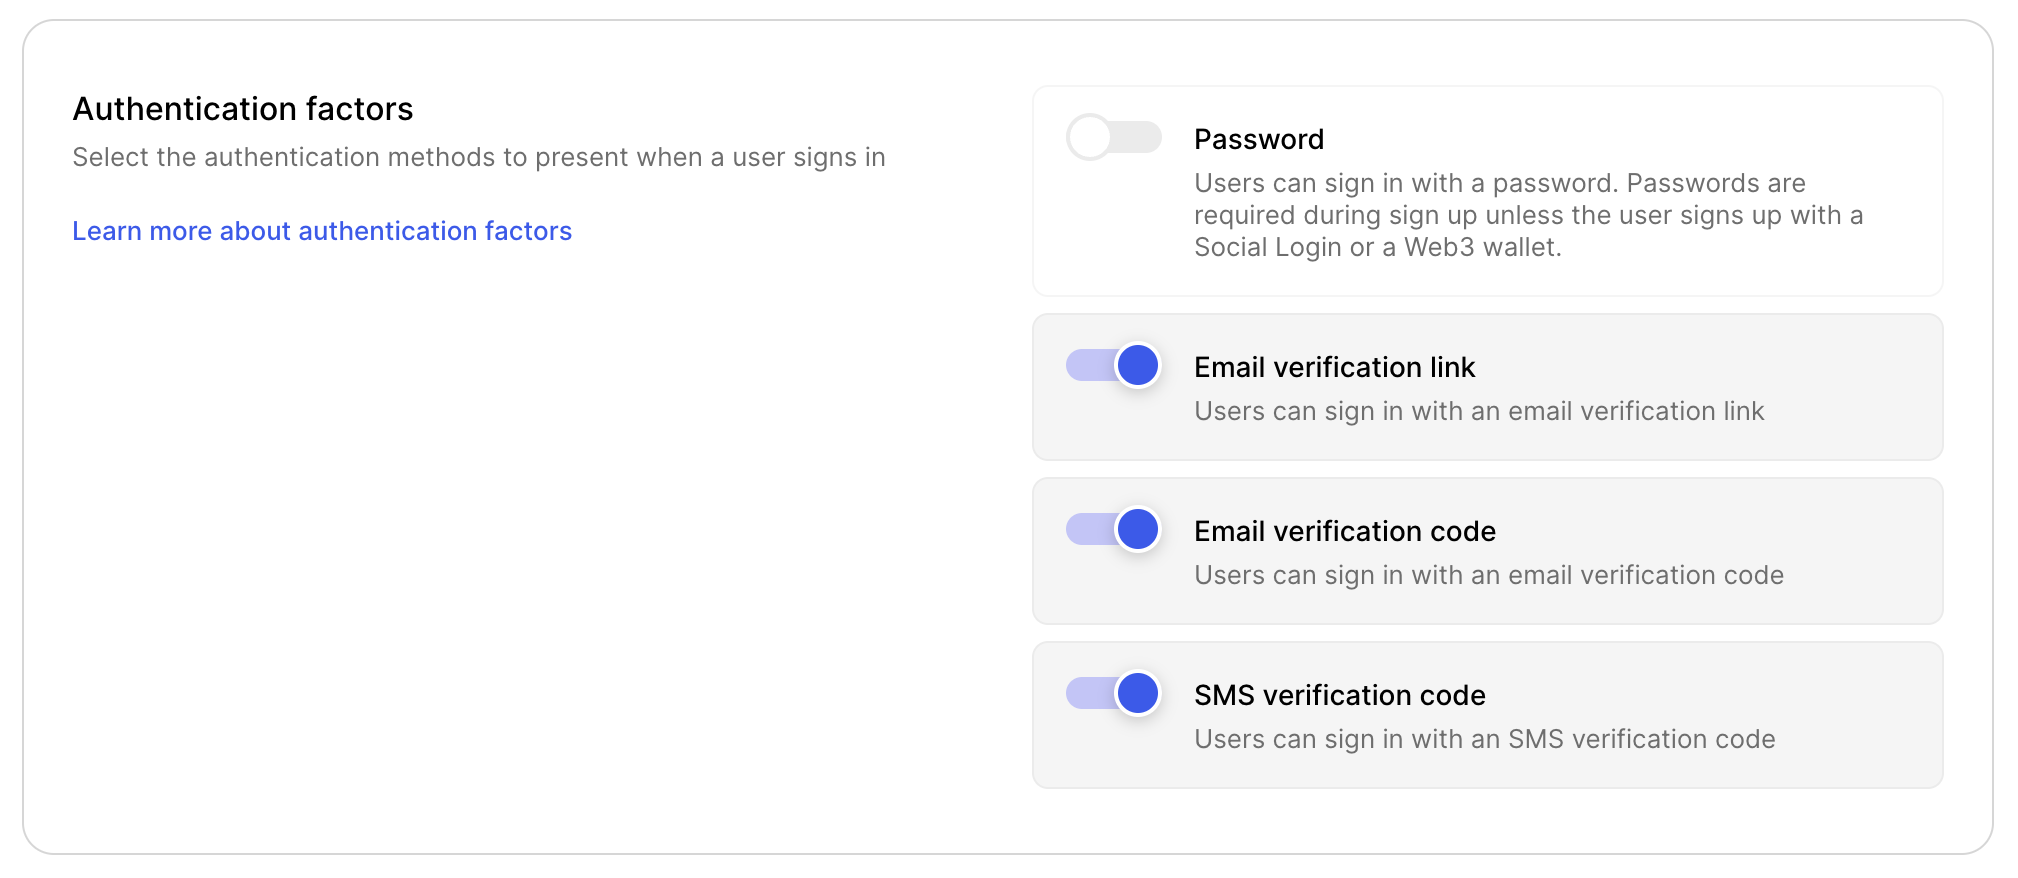 Authentication factors
Select the authentication methods to present when a user signs in
Learn more about authentication factors
Password
Users can sign in with a password. Passwords are
required during sign up unless the user signs up with a
Social Login or a Web3 wallet.
Email verification link
Users can sign in with an email verification link
Email verification code
Users can sign in with an email verification code
SMS verification code
Users can sign in with an SMS verification code